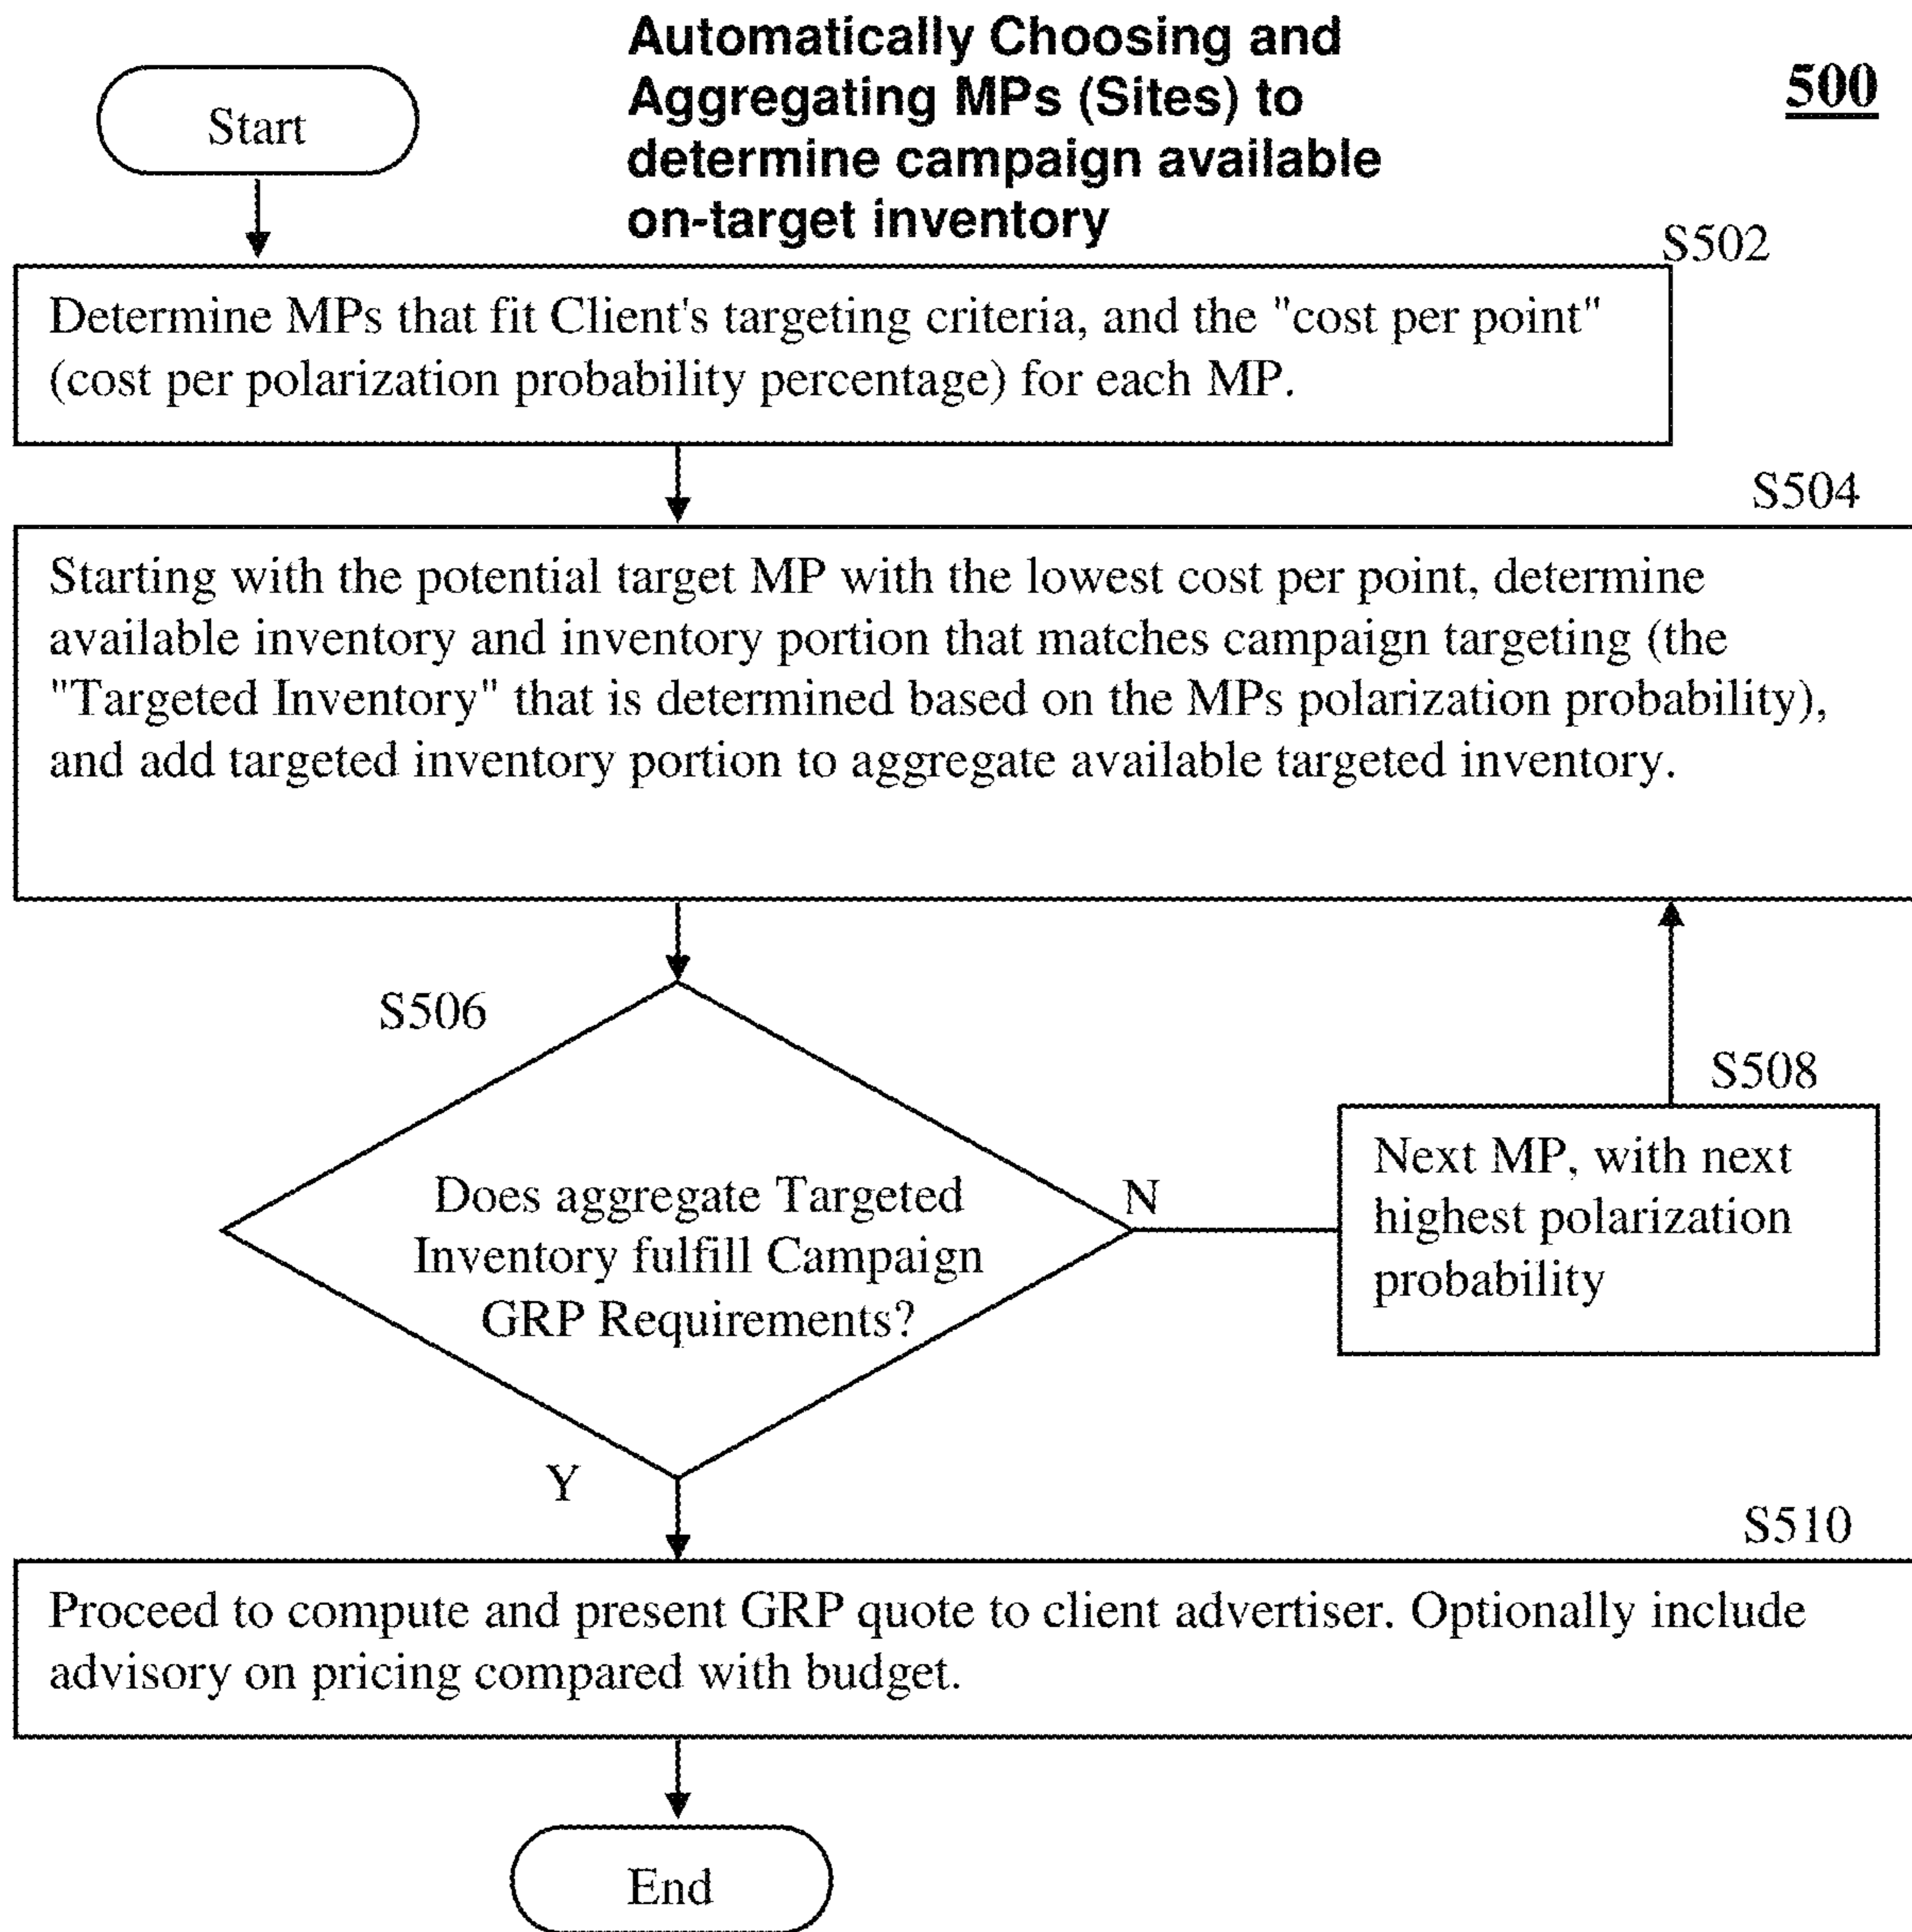 Automatically Choosing and
Aggregating MPs (Sites) to
determine campaign available
on-target inventory
500
Start
S502
Determine MPs that fit Client's targeting criteria, and the "cost per point"
(cost per polarization probability percentage) for each MP.
S504
Starting with the potential target MP with the lowest cost per point, determine
available inventory and inventory portion that matches campaign targeting (the
"Targeted Inventory" that is determined based on the MPs polarization probability),
and add targeted inventory portion to aggregate available targeted inventory.
S506
Does aggregate Targeted
Inventory fulfill Campaign
GRP Requirements?
N
S508
Next MP, with next
highest polarization
probability
Y
S510
Proceed to compute and present GRP quote to client advertiser. Optionally include
advisory on pricing compared with budget.
End